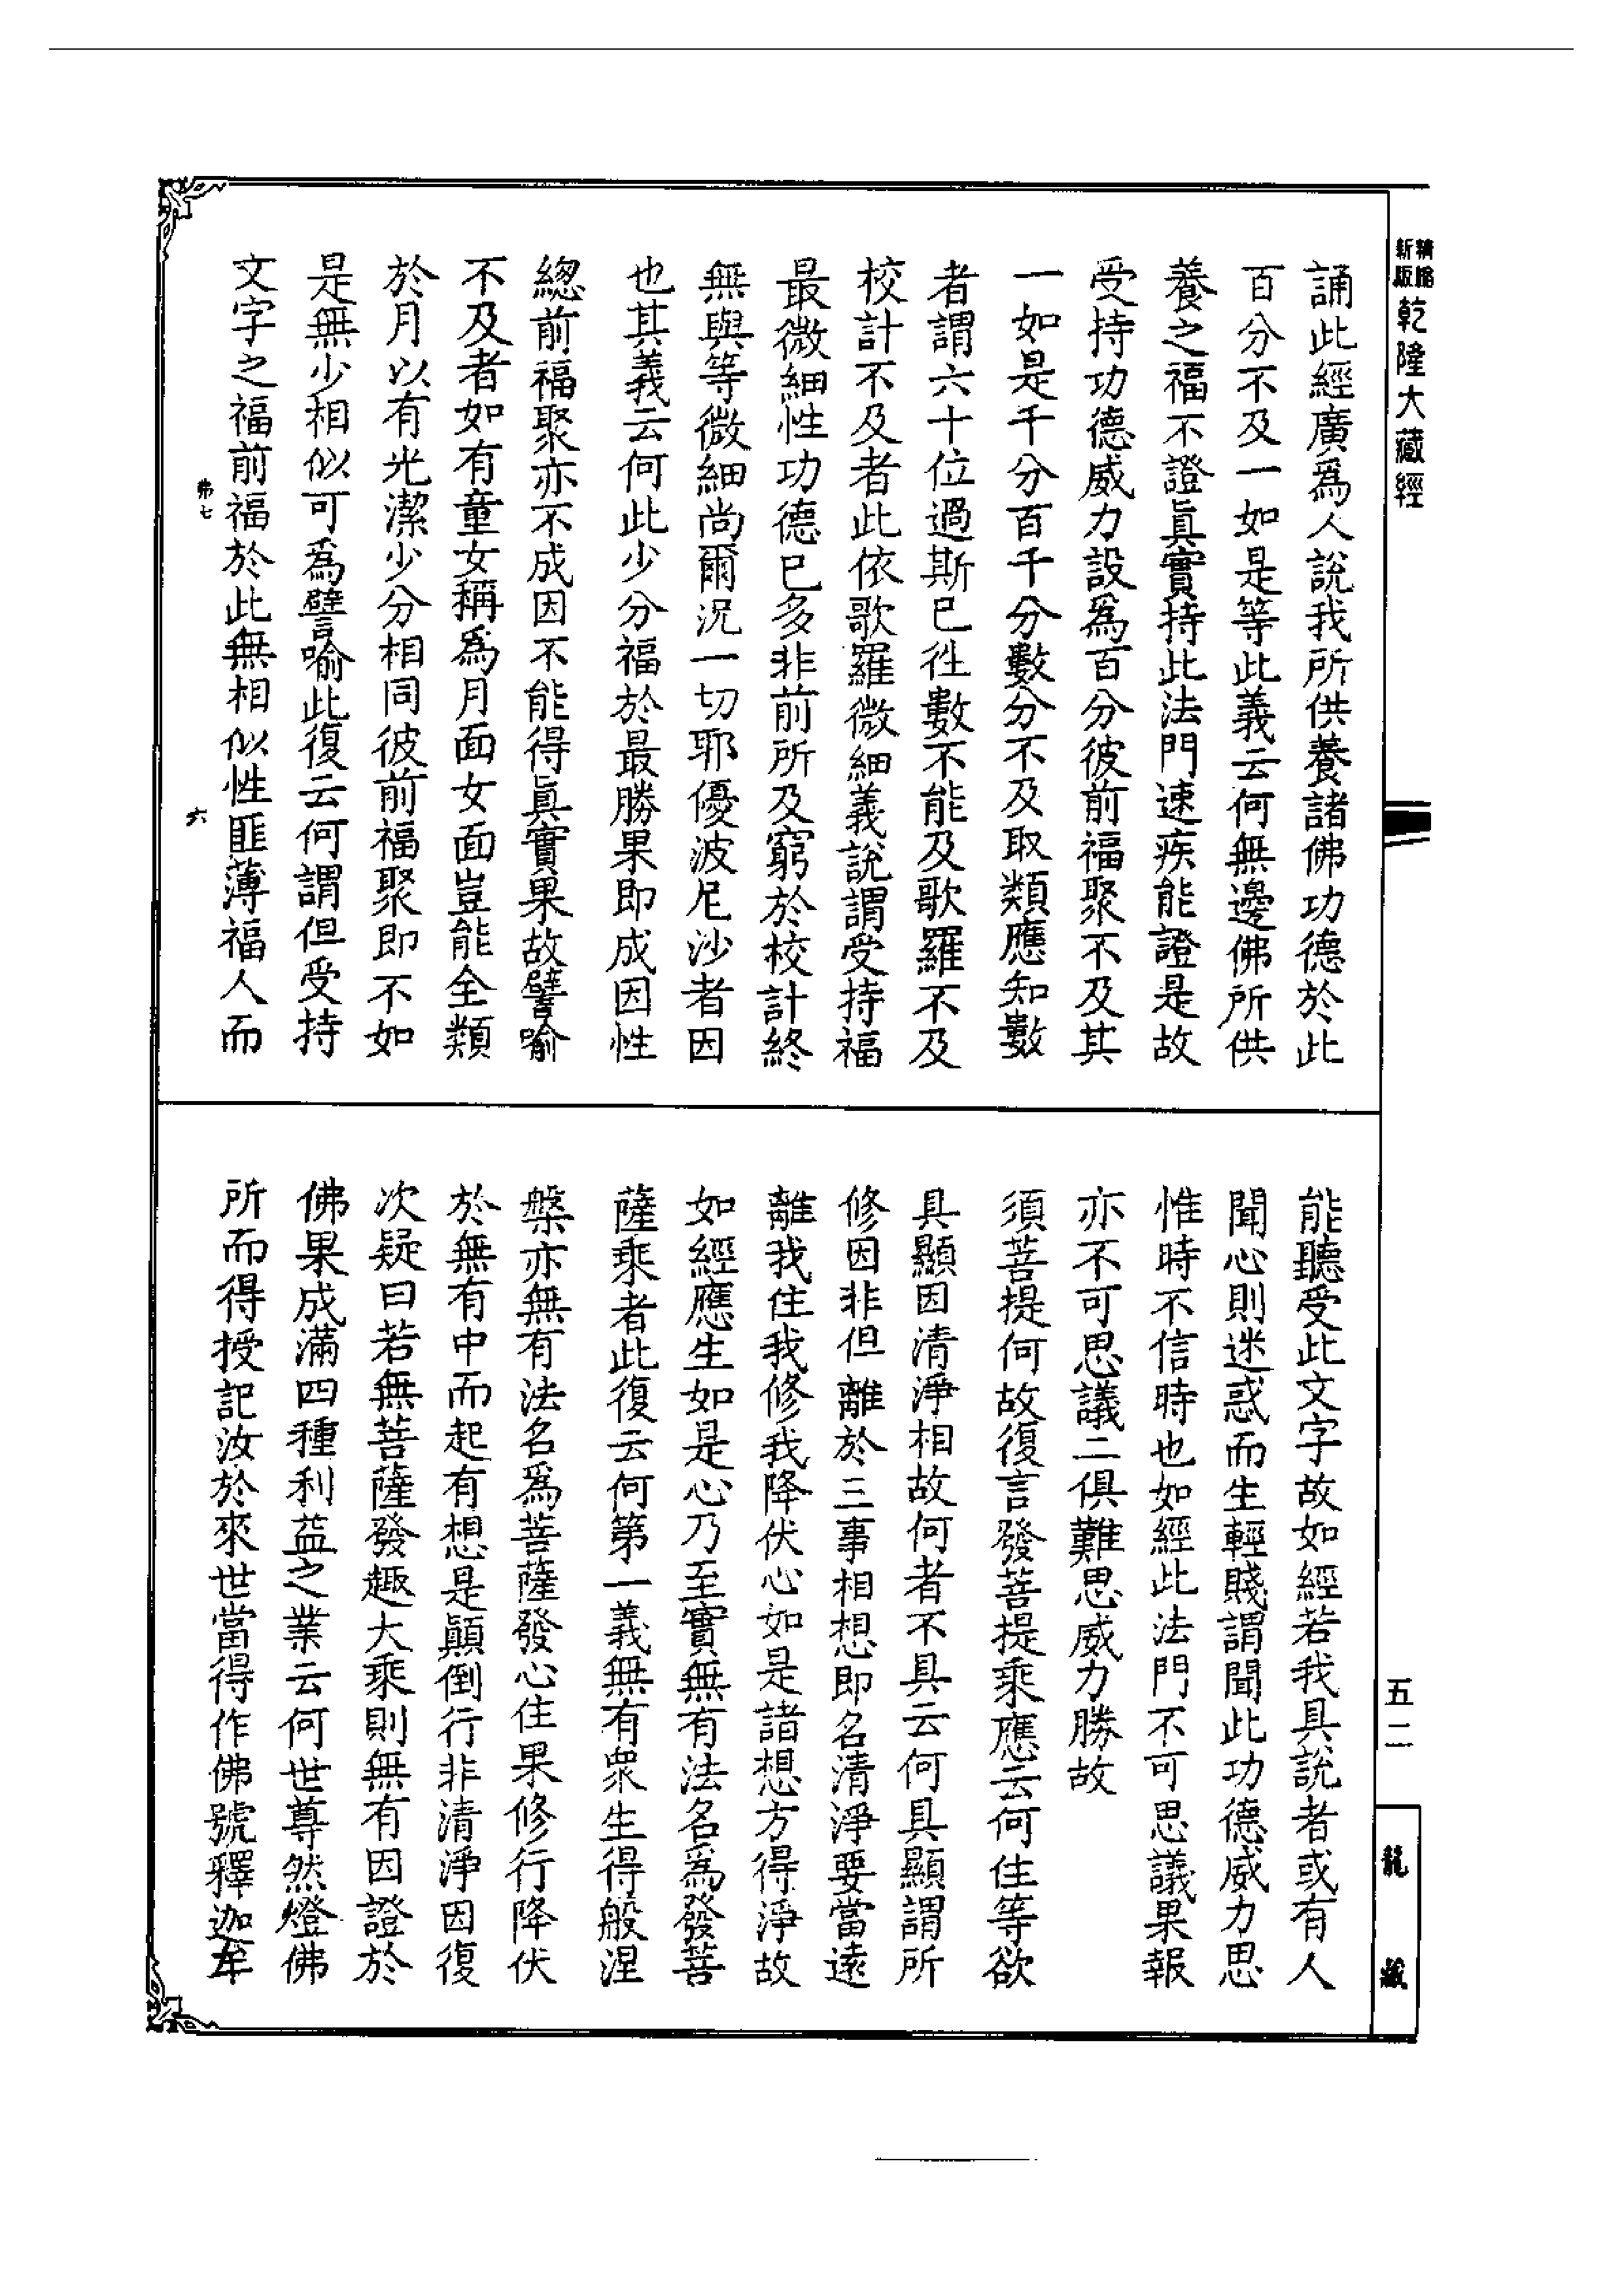 精縮新版乾隆大藏經
誦此經廣爲人說我所供養諸佛功德於此
百分不及一如是等此義云何無邊佛所供
養之福不證眞實持此法門速疾能證是故
受持功德威力設爲百分彼前福聚不及其
一如是千分百千分數分不及取類應知數
者謂六十位過斯已徃數不能及歌羅不及
校計不及者此依歌羅微細義說謂受持福
最微細性功德已多非前所及窮於校計終
無與等微細尚爾況一切耶優波尼沙者因
也其義云何此少分福於最勝果即成因性
總前福聚亦不成因不能得眞實果故譬喻
不及者如有童女稱爲月面女面豈能全類
於月以有光潔少分相同彼前福聚即不如
是無少相似可爲譬喻此復云何謂但受持
文字之福前福於此無相似性匪薄福人而
弗七
六
能聽受此文字故如經若我具說者或有人
聞心則迷惑而生輕賤謂聞此功德威力思
惟時不信時也如經此法門不可思議果報
亦不可思議二俱難思威力勝故
須菩提何故復言發菩提乘應云何住等欲
具顯因清淨相故何者不具云何具顯謂所
修因非但離於三事相想即名清淨要當遠
離我住我修我降伏心如是諸想方得淨故
如經應生如是心乃至實無有法名爲發菩
薩乘者此復云何第一義無有衆生得般涅
槃亦無有法名爲菩薩發心住果修行降伏
於無有中而起有想是顚倒行非清淨因復
次疑曰若無菩薩發趣大乘則無有因證於
佛果成滿四種利益之業云何世尊然燈佛
所而得授記汝於來世當得作佛號釋迦牟
五二
龍藏